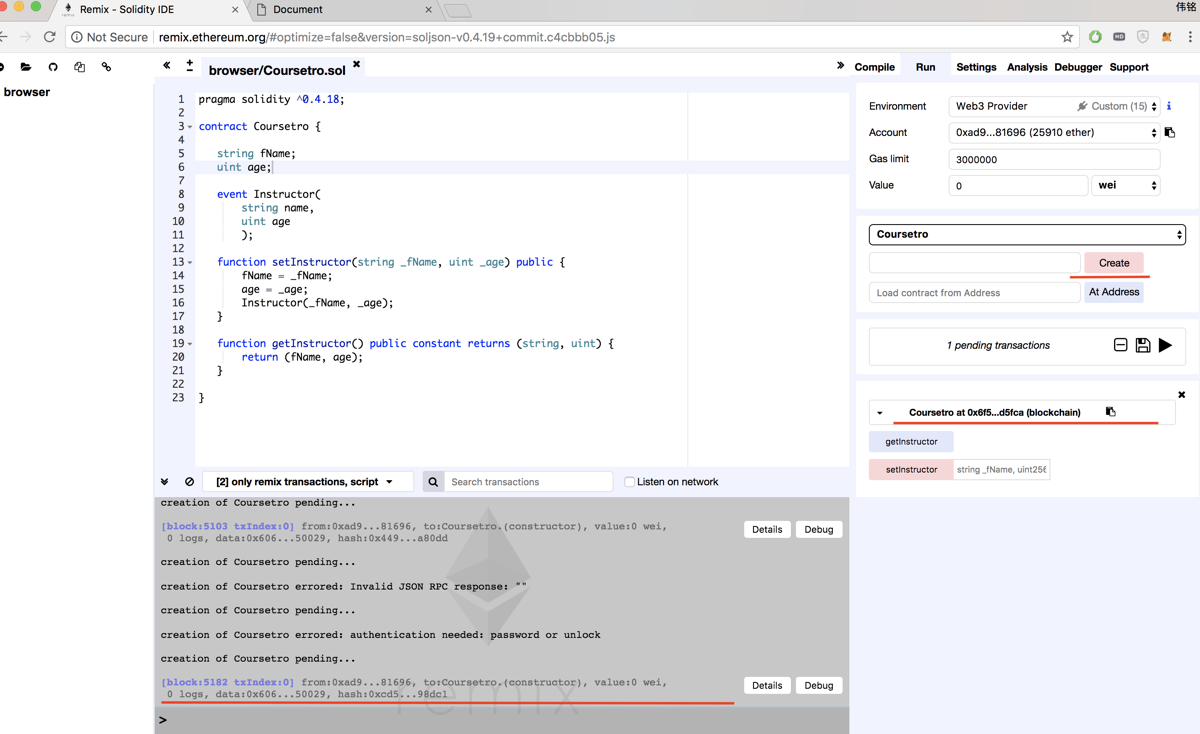 Remix - Solidity IDE
Document
伟铭
Not Secure
remix.ethereum.org/#optimize=false&version=soljson-v0.4.19+commit.c4cbbb05.js
browser
browser/Coursetro.sol
1 pragma solidity ^0.4.18;
2
3 contract Coursetro {
4
5 string fName;
6 uint age;
7
8 event Instructor(
9 string name,
10 uint age
11 );
12
13 function setInstructor(string _fName, uint _age) public {
14 fName = _fName;
15 age = _age;
16 Instructor(_fName, _age);
17 }
18
19 function getInstructor() public constant returns (string, uint) {
20 return (fName, age);
21 }
22
23 }
[2] only remix transactions, script
Search transactions
Listen on network
creation of Coursetro pending...
[block:5103 txIndex:0] from:0xad9...81696, to:Coursetro.(constructor), value:0 wei,
0 logs, data:0x606...50029, hash:0x449...a80dd
Details
Debug
creation of Coursetro pending...
creation of Coursetro errored: Invalid JSON RPC response: ""
creation of Coursetro pending...
creation of Coursetro errored: authentication needed: password or unlock
creation of Coursetro pending...
[block:5182 txIndex:0] from:0xad9...81696, to:Coursetro.(constructor), value:0 wei,
0 logs, data:0x606...50029, hash:0xcd5...98dc1
Details
Debug
remix
>
Compile Run Settings Analysis Debugger Support
Environment Web3 Provider Custom (15)
Account 0xad9...81696 (25910 ether)
Gas limit 3000000
Value 0 wei
Coursetro
Create
Load contract from Address
At Address
1 pending transactions
Coursetro at 0x6f5...d5fca (blockchain)
getInstructor
setInstructor
string _fName, uint256